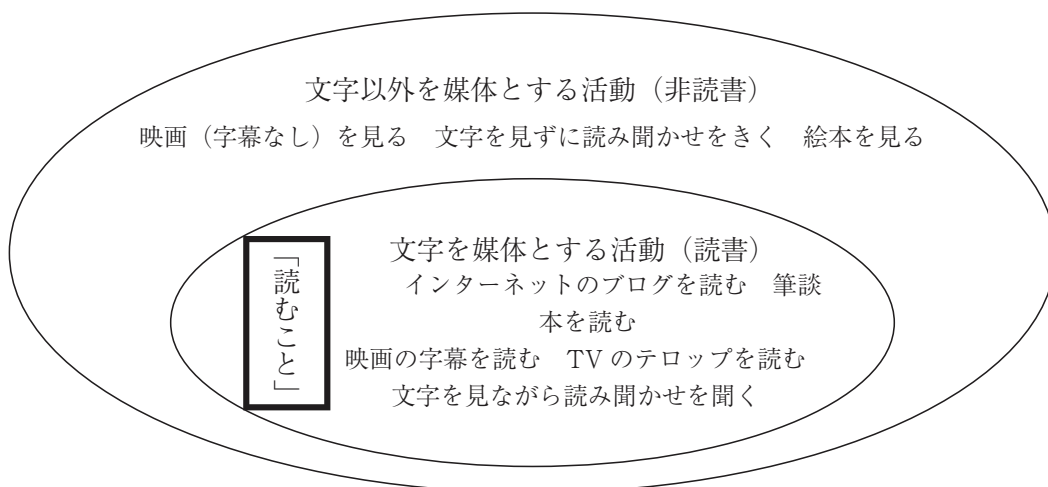 文字以外を媒体とする活動（非読書）
映画（字幕なし）を見る　文字を見ずに読み聞かせをきく　絵本を見る
「読むこと」
文字を媒体とする活動（読書）
インターネットのブログを読む　筆談
本を読む
映画の字幕を読む　TV のテロップを読む
文字を見ながら読み聞かせを聞く